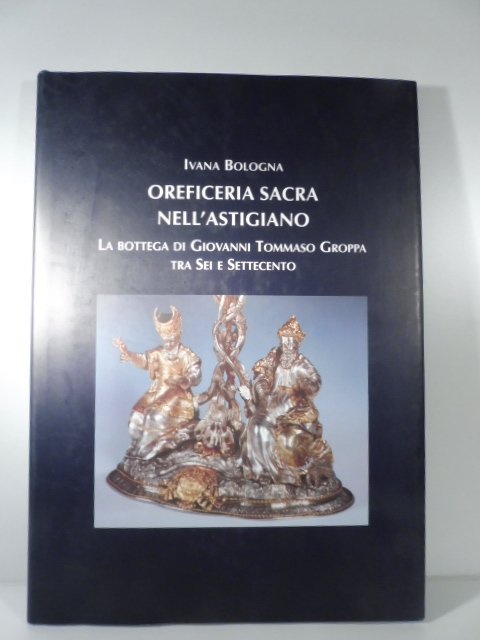 IVANA BOLOGNA
OREFICERIA SACRA
NELL'ASTIGIANO
LA BOTTEGA DI GIOVANNI TOMMASO GROPPA
TRA SEI E SETTECENTO